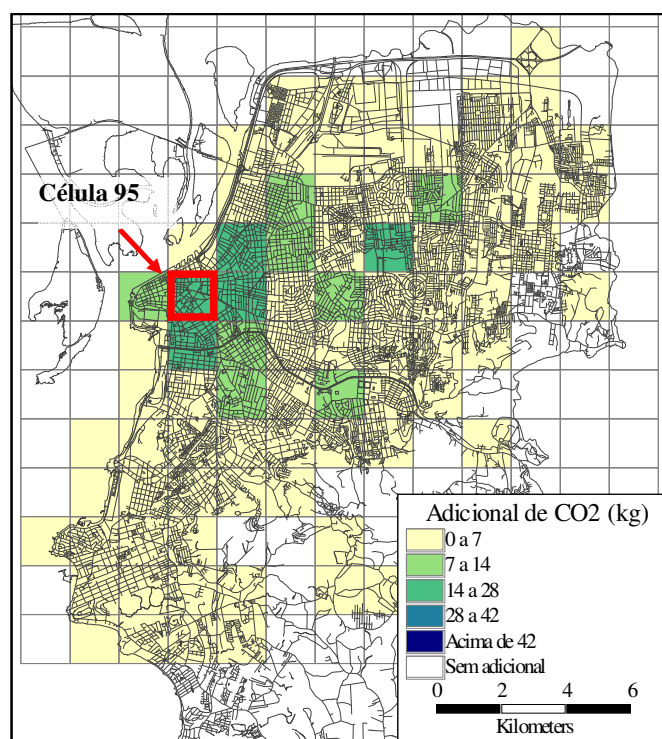 Célula 95
Adicional de CO2 (kg)
0 a 7
7 a 14
14 a 28
28 a 42
Acima de 42
Sem adicional
0 2 4 6
Kilometers